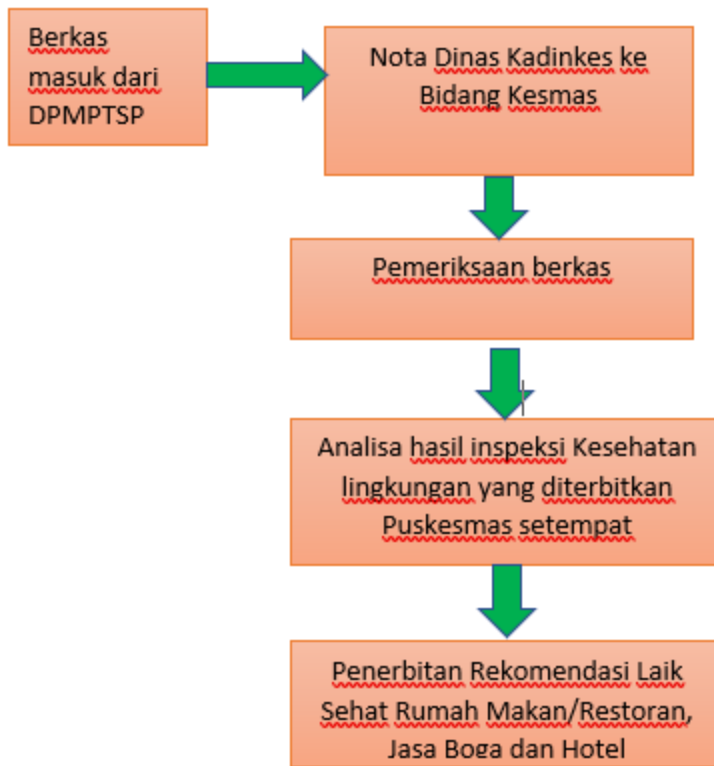 Berkas
masuk dari
DPMPTSP
Nota Dinas Kadinkes ke
Bidang Kesmas
Pemeriksaan berkas
Analisa hasil inspeksi Kesehatan
lingkungan yang diterbitkan
Puskesmas setempat
Penerbitan Rekomendasi Laik
Sehat Rumah Makan/Restoran,
Jasa Boga dan Hotel